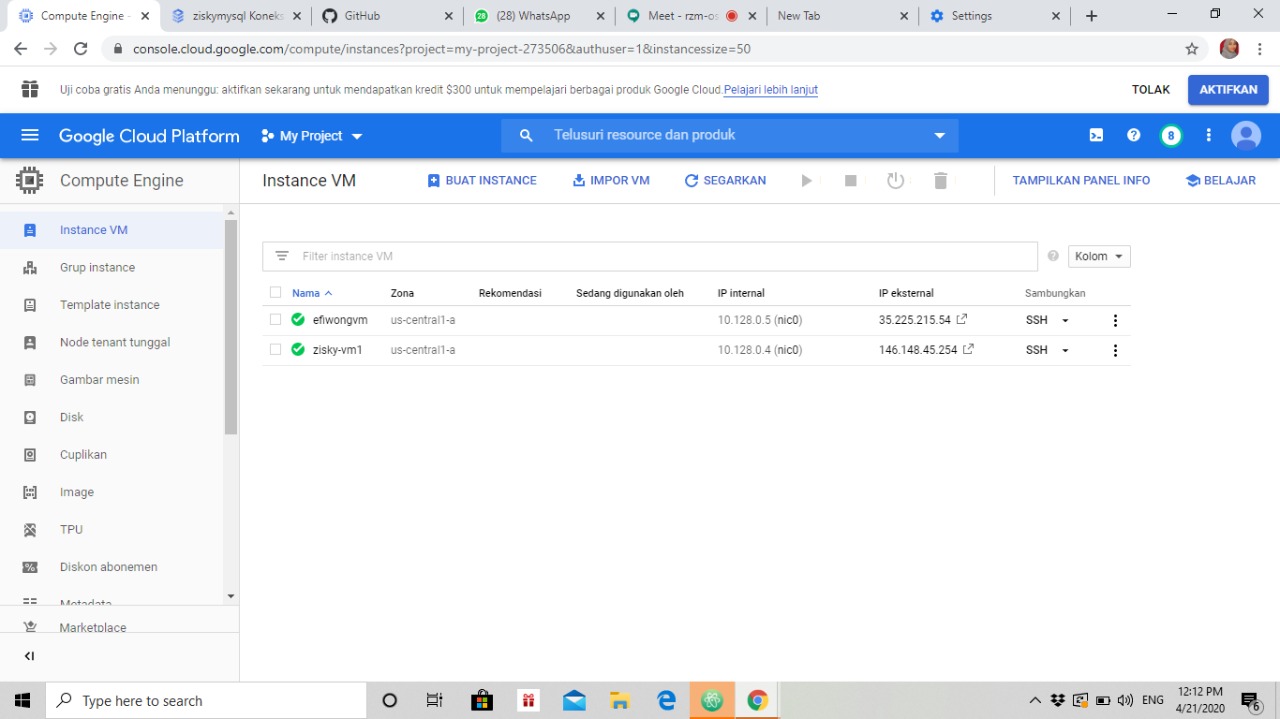 Compute Engine -
ziskymysql Koneks
GitHub
(28) WhatsApp
Meet - rzm-os
New Tab
Settings
console.cloud.google.com/compute/instances?project=my-project-273506&authuser=1&instancessize=50
Uji coba gratis Anda menunggu: aktifkan sekarang untuk mendapatkan kredit $300 untuk mempelajari berbagai produk Google Cloud.Pelajari lebih lanjut
TOLAK
AKTIFKAN
Google Cloud Platform
My Project
Telusuri resource dan produk
8
Compute Engine
Instance VM
BUAT INSTANCE
IMPOR VM
SEGARKAN
TAMPILKAN PANEL INFO
BELAJAR
Instance VM
Grup instance
Template instance
Node tenant tunggal
Gambar mesin
Disk
Cuplikan
Image
TPU
Diskon abonemen
Metadata
Marketplace
Filter instance VM
Kolom
Nama Zona Rekomendasi Sedang digunakan oleh IP internal IP eksternal Sambungkan
efiwongvm us-central1-a 10.128.0.5 (nic0) 35.225.215.54 SSH
zisky-vm1 us-central1-a 10.128.0.4 (nic0) 146.148.45.254 SSH
Type here to search
ENG
12:12 PM
4/21/2020
6